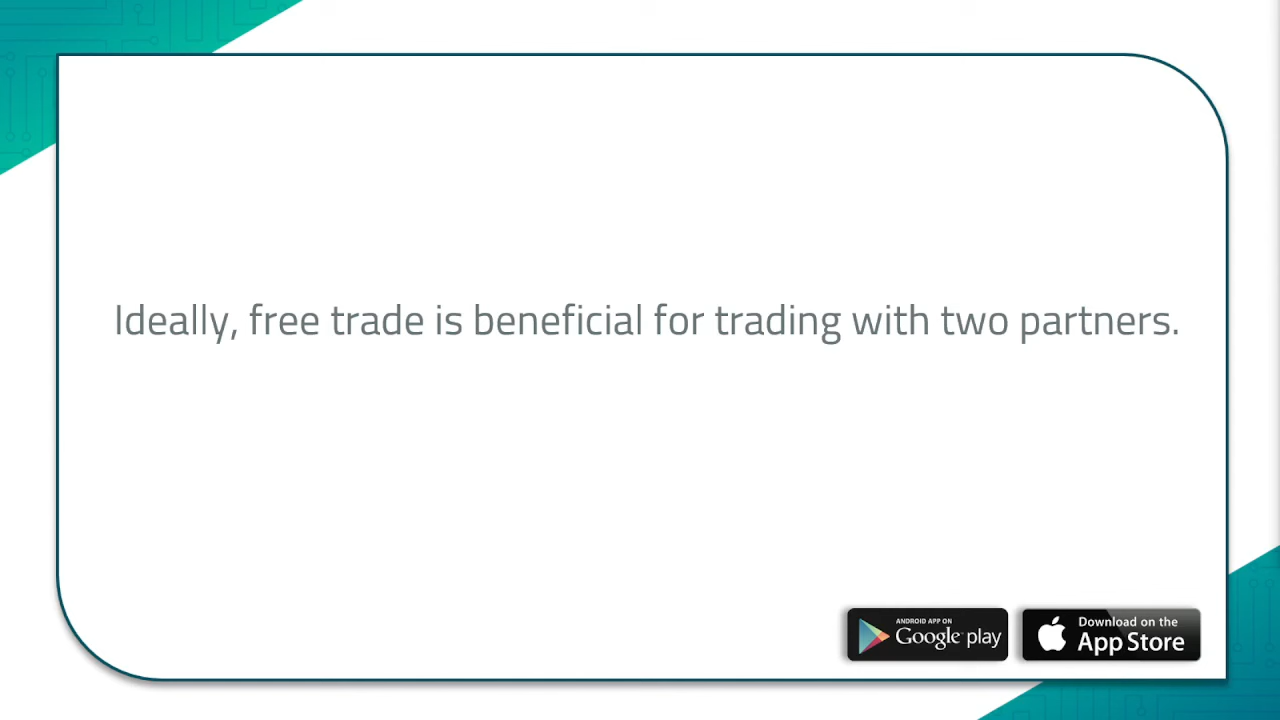 Ideally, free trade is beneficial for trading with two partners.
ANDROID APP ON
Google play
Download on the
App Store